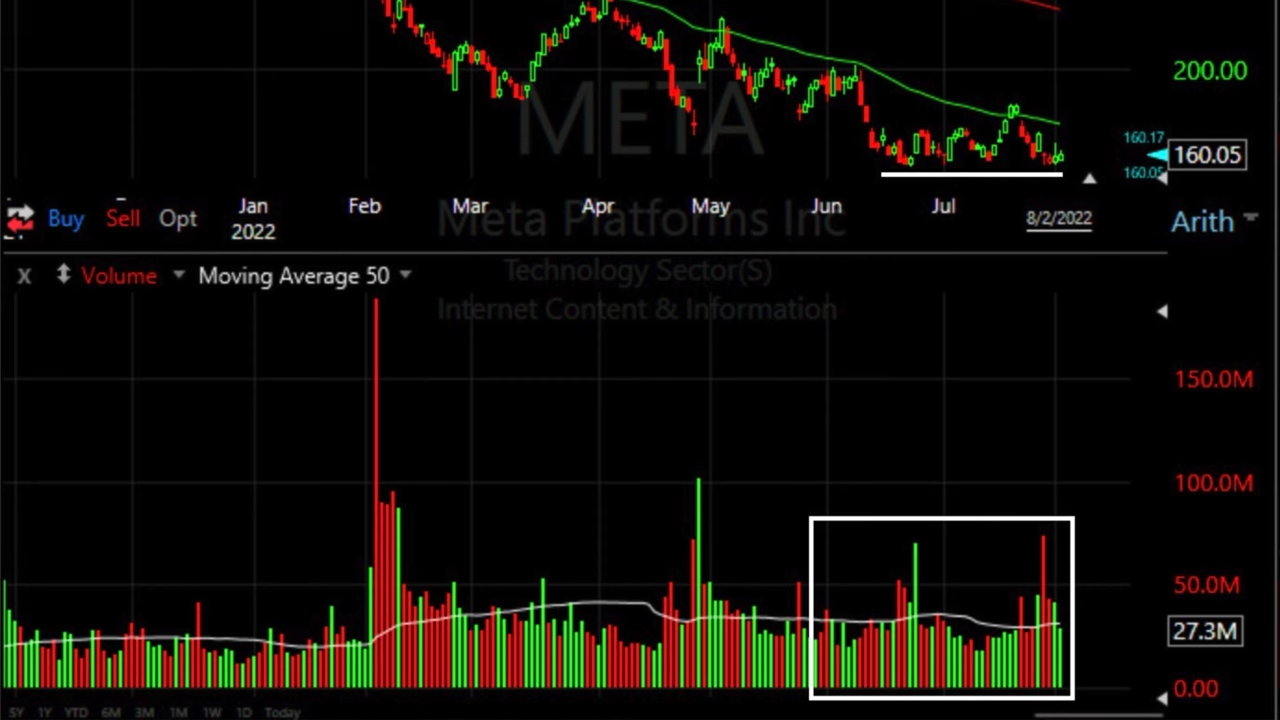 200.00
META
160.17
160.05
160.05
Buy Sell Opt
Jan Feb Mar Apr May Jun Jul
2022
8/2/2022
Arith
Meta Platforms Inc
X Volume Moving Average 50
Technology Sector(S)
Internet Content & Information
150.0M
100.0M
50.0M
27.3M
0.00
5Y 1Y YTD 6M 3M 1M 1W 1D Today